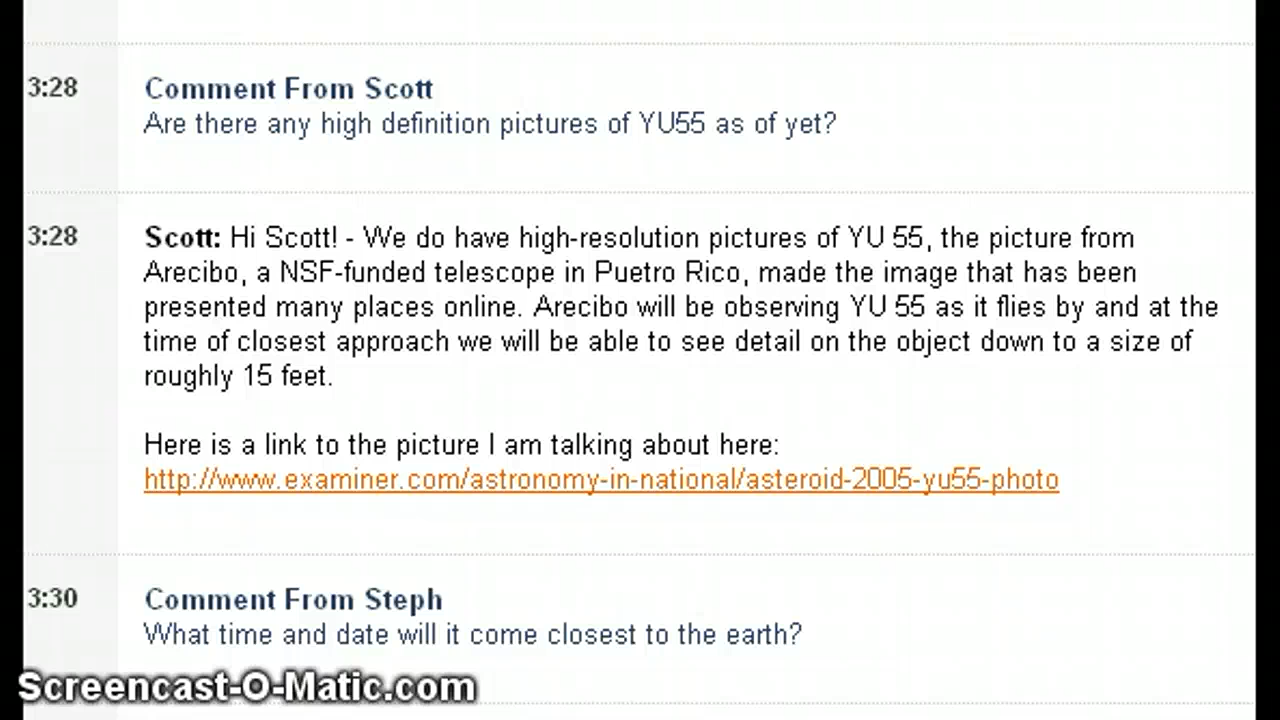 3:28
Comment From Scott
Are there any high definition pictures of YU55 as of yet?
3:28
Scott: Hi Scott! - We do have high-resolution pictures of YU 55, the picture from
Arecibo, a NSF-funded telescope in Puetro Rico, made the image that has been
presented many places online. Arecibo will be observing YU 55 as it flies by and at the
time of closest approach we will be able to see detail on the object down to a size of
roughly 15 feet.
Here is a link to the picture I am talking about here:
http://www.examiner.com/astronomy-in-national/asteroid-2005-yu55-photo
3:30
Comment From Steph
What time and date will it come closest to the earth?
Screencast-O-Matic.com